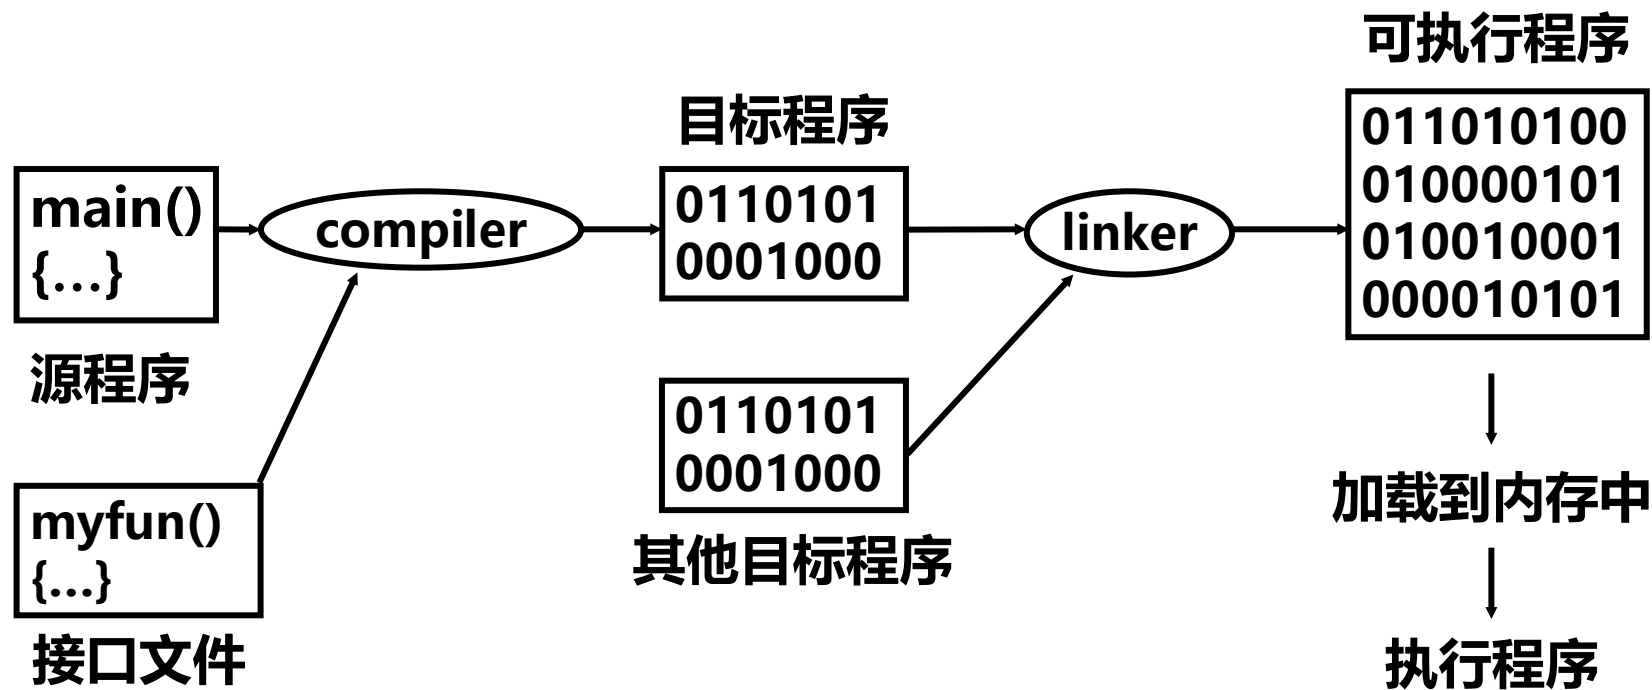 main()
{...}
源程序
myfun()
{...}
接口文件
compiler
目标程序
0110101
0001000
0110101
0001000
其他目标程序
linker
可执行程序
011010100
010000101
010010001
000010101
加载到内存中
执行程序